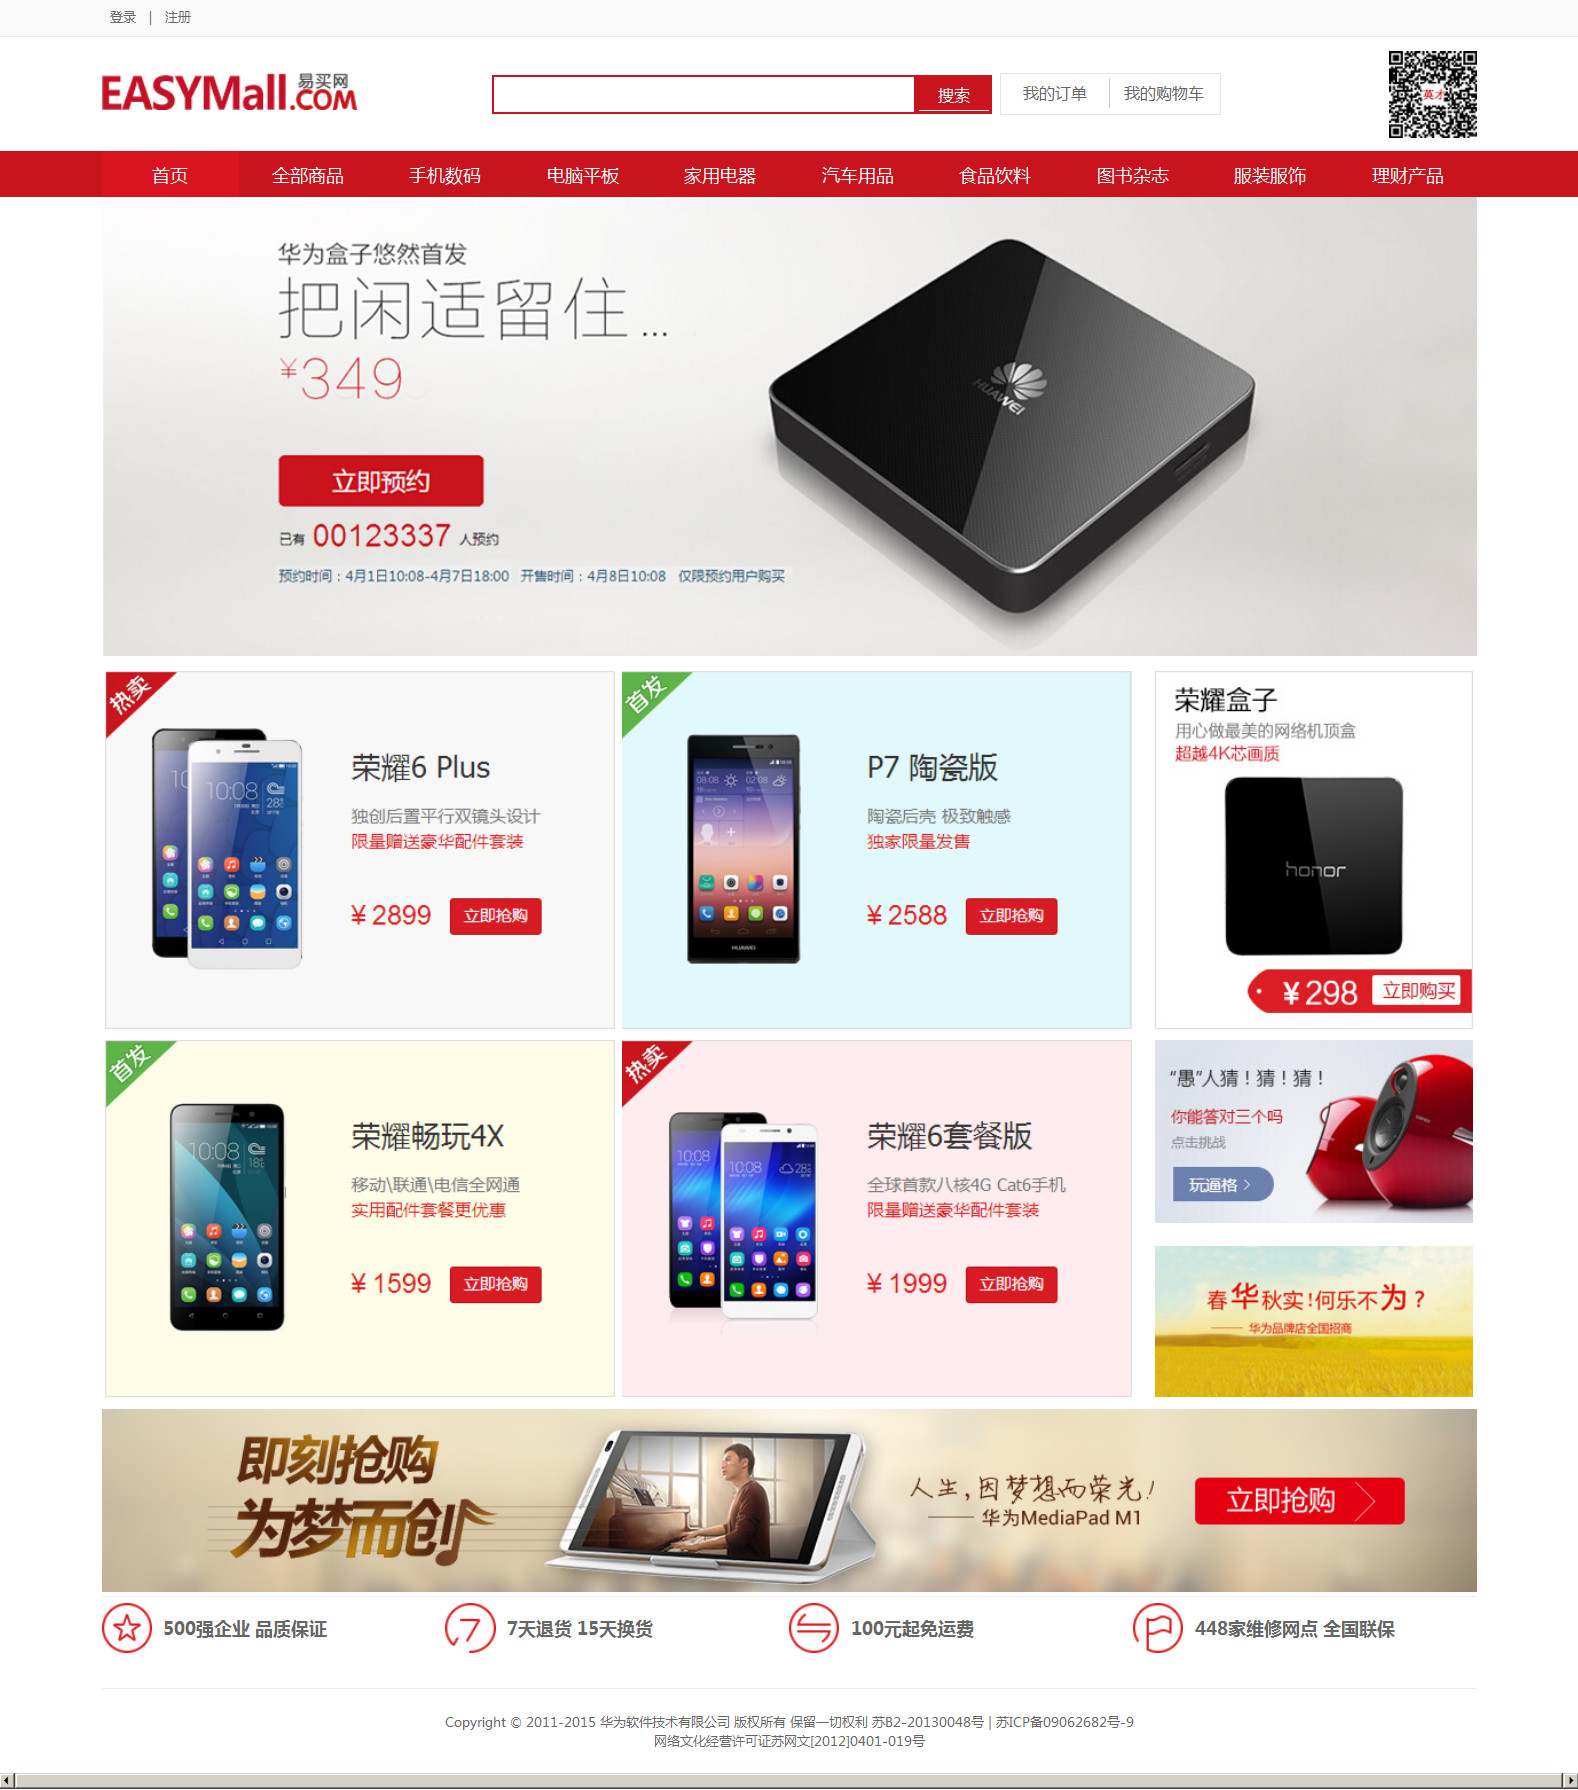 登录 | 注册
EASYMall.COM 易买网
搜索
我的订单 我的购物车
英才
首页 全部商品 手机数码 电脑平板 家用电器 汽车用品 食品饮料 图书杂志 服装服饰 理财产品
华为盒子悠然首发
把闲适留住...
¥349
立即预约
已有 00123337 人预约
预约时间：4月1日10:08-4月7日18:00 开售时间：4月8日10:08 仅限预约用户购买
HUAWEI
热卖
荣耀6 Plus
独创后置平行双镜头设计
限量赠送豪华配件套装
¥ 2899 立即抢购
10:08
28
首发
P7 陶瓷版
陶瓷后壳 极致触感
独家限量发售
¥ 2588 立即抢购
08:08 02:08
HUAWEI
荣耀盒子
用心做最美的网络机顶盒
超越4K芯画质
honor
¥298 立即购买
首发
荣耀畅玩4X
移动\联通\电信全网通
实用配件套餐更优惠
¥ 1599 立即抢购
10:08
18
热卖
荣耀6套餐版
全球首款八核4G Cat6手机
限量赠送豪华配件套装
¥ 1999 立即抢购
10:08
10:08 28
“愚”人猜！猜！猜！
你能答对三个吗
点击挑战
玩逼格 >
春华秋实!何乐不为？
—— 华为品牌店全国招商
即刻抢购
为梦而创
人生,因梦想而荣光!
—— 华为MediaPad M1
立即抢购
500强企业 品质保证
7天退货 15天换货
100元起免运费
448家维修网点 全国联保
Copyright © 2011-2015 华为软件技术有限公司 版权所有 保留一切权利 苏B2-20130048号 | 苏ICP备09062682号-9
网络文化经营许可证苏网文[2012]0401-019号